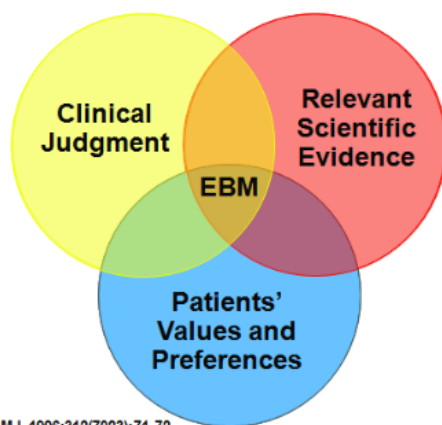 Clinical
Judgment
Relevant
Scientific
Evidence
EBM
Patients’
Values and
Preferences